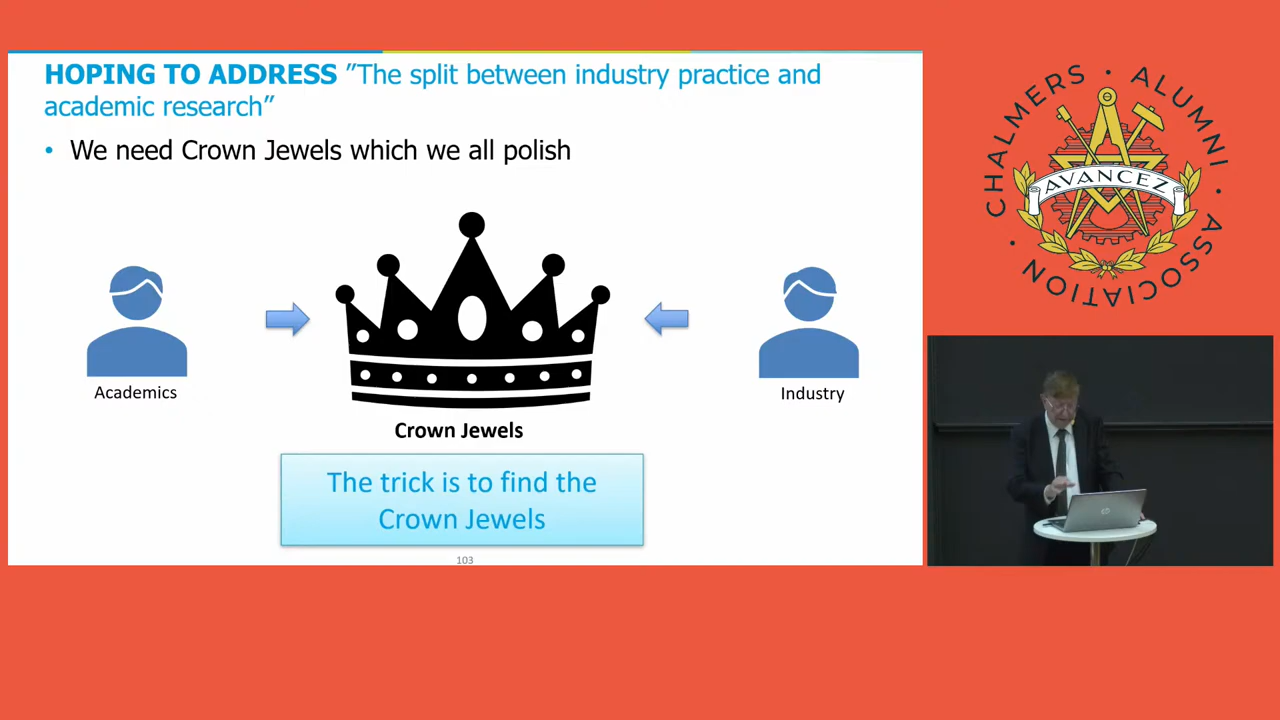 HOPING TO ADDRESS ”The split between industry practice and
academic research”
• We need Crown Jewels which we all polish
Academics
Industry
Crown Jewels
The trick is to find the
Crown Jewels
103
CHALMERS • ALUMNI • ASSOCIATION •
AVANCEZ
hp